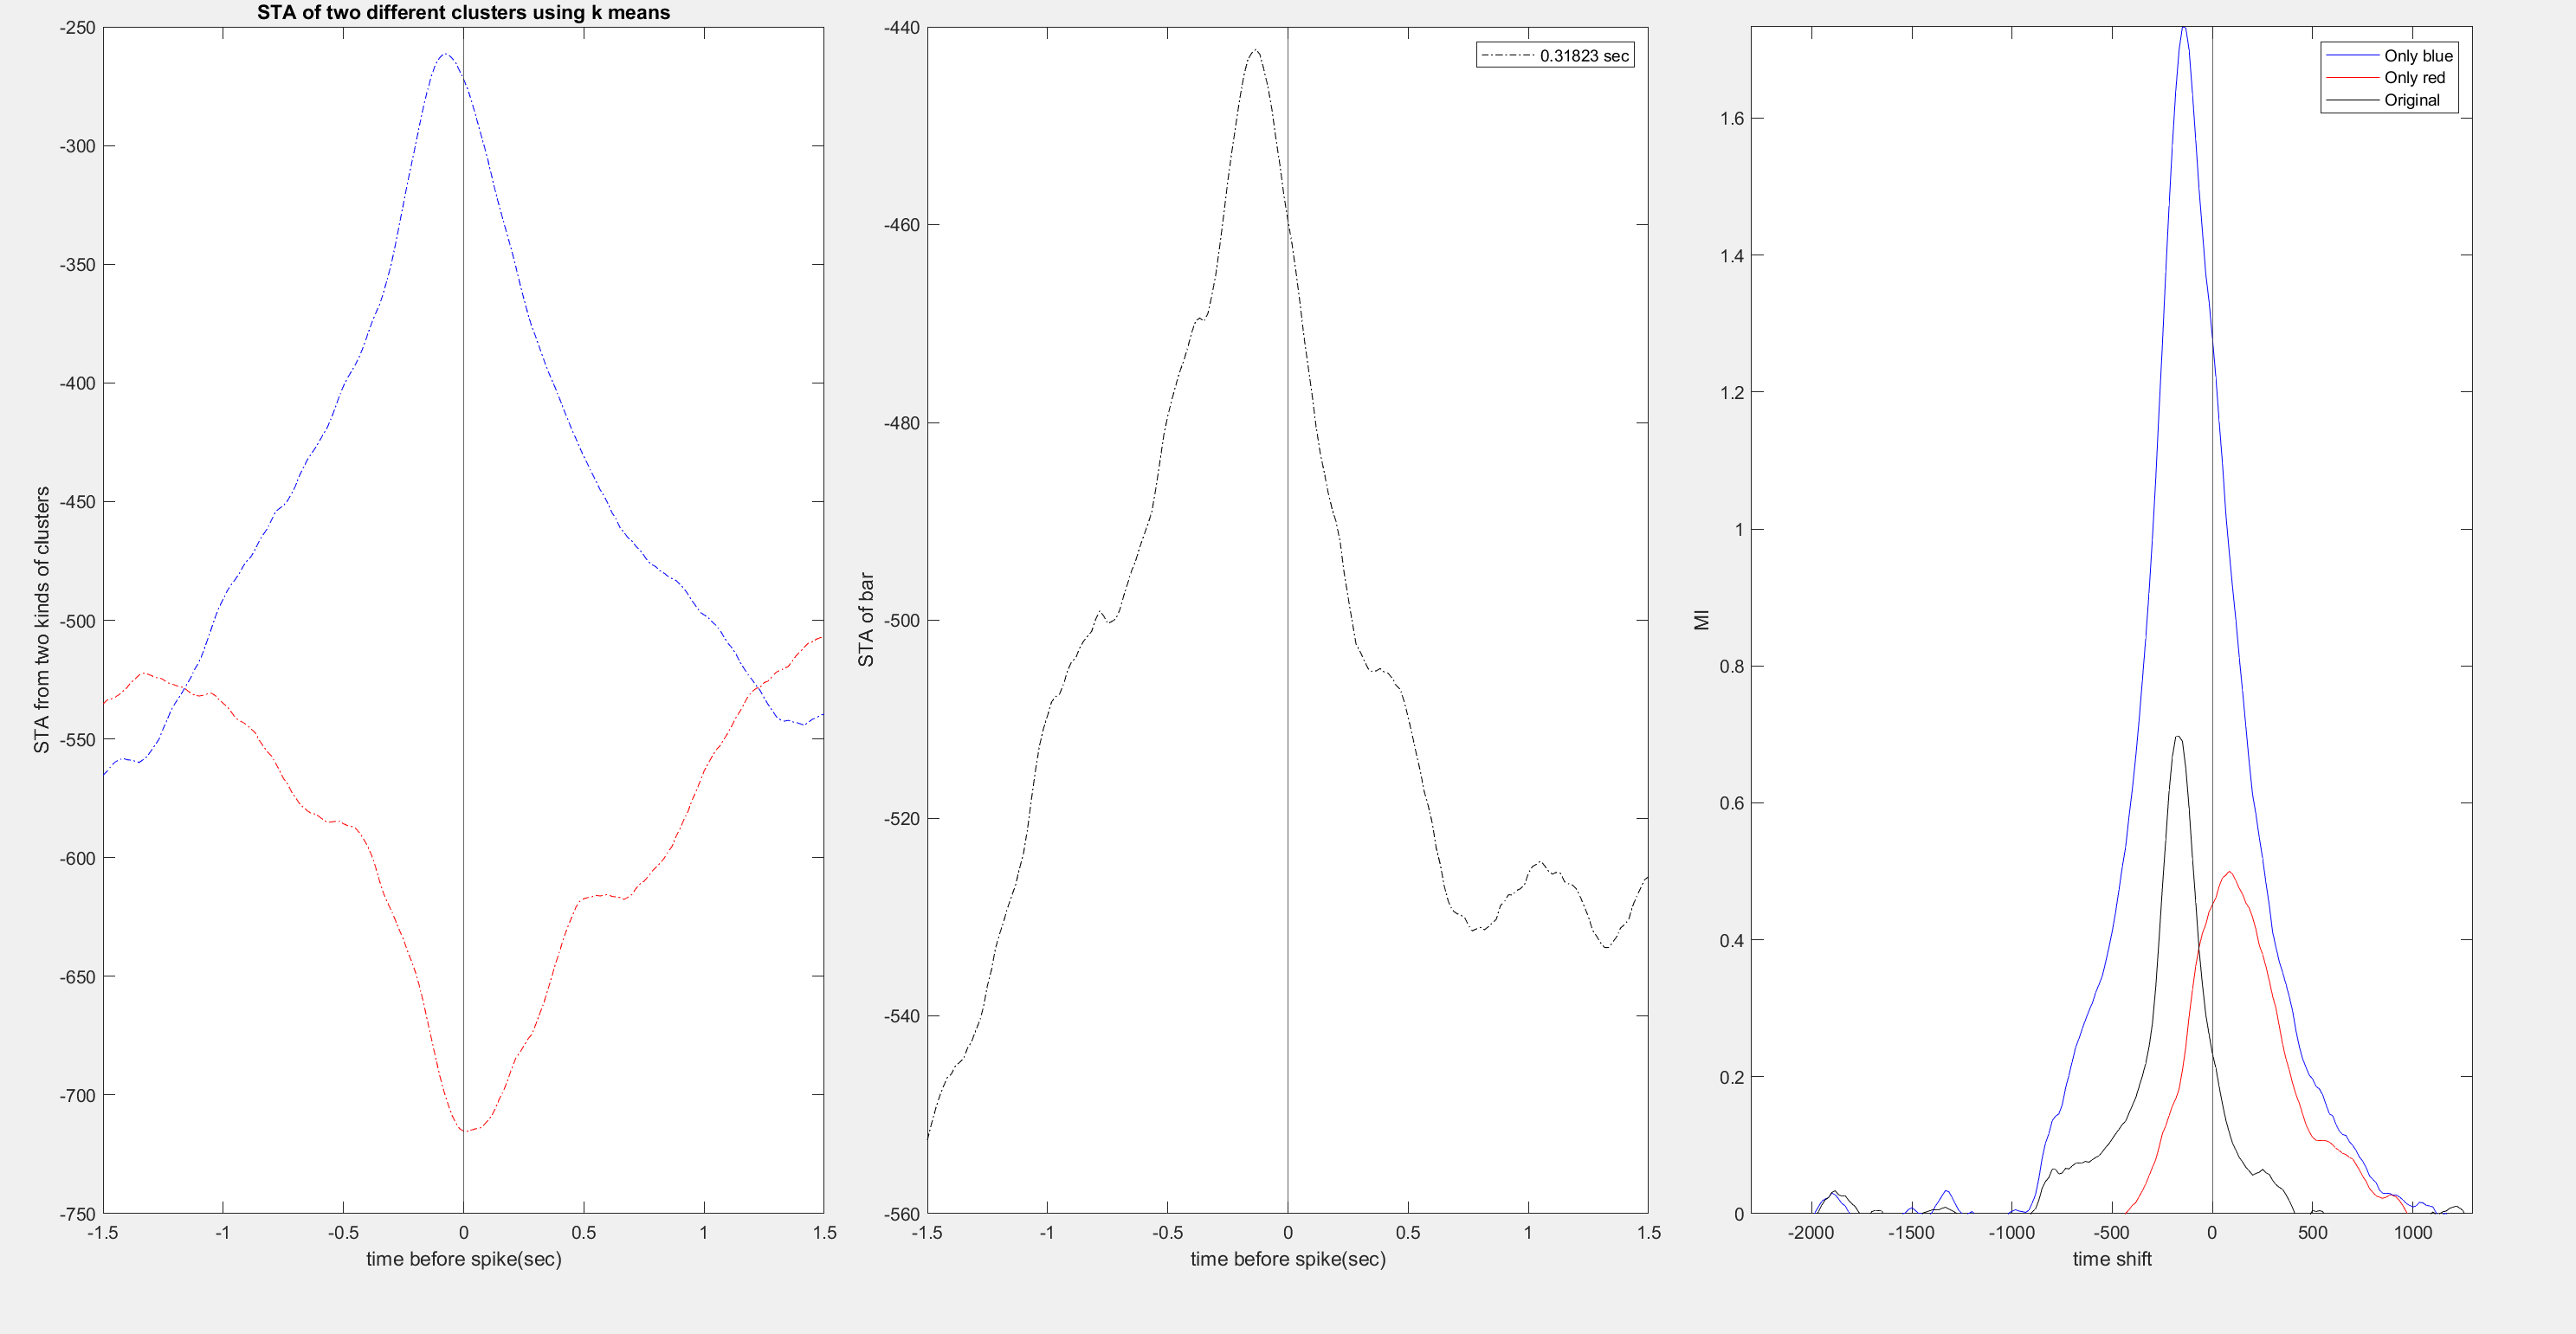 STA of two different clusters using k means
-250
-300
-350
-400
-450
-500
-550
-600
-650
-700
-750
STA from two kinds of clusters
-1.5 -1 -0.5 0 0.5 1 1.5
time before spike(sec)
-440
-460
-480
-500
-520
-540
-560
STA of bar
0.31823 sec
-1.5 -1 -0.5 0 0.5 1 1.5
time before spike(sec)
1.6
1.4
1.2
1
0.8
0.6
0.4
0.2
0
MI
Only blue
Only red
Original
-2000 -1500 -1000 -500 0 500 1000
time shift